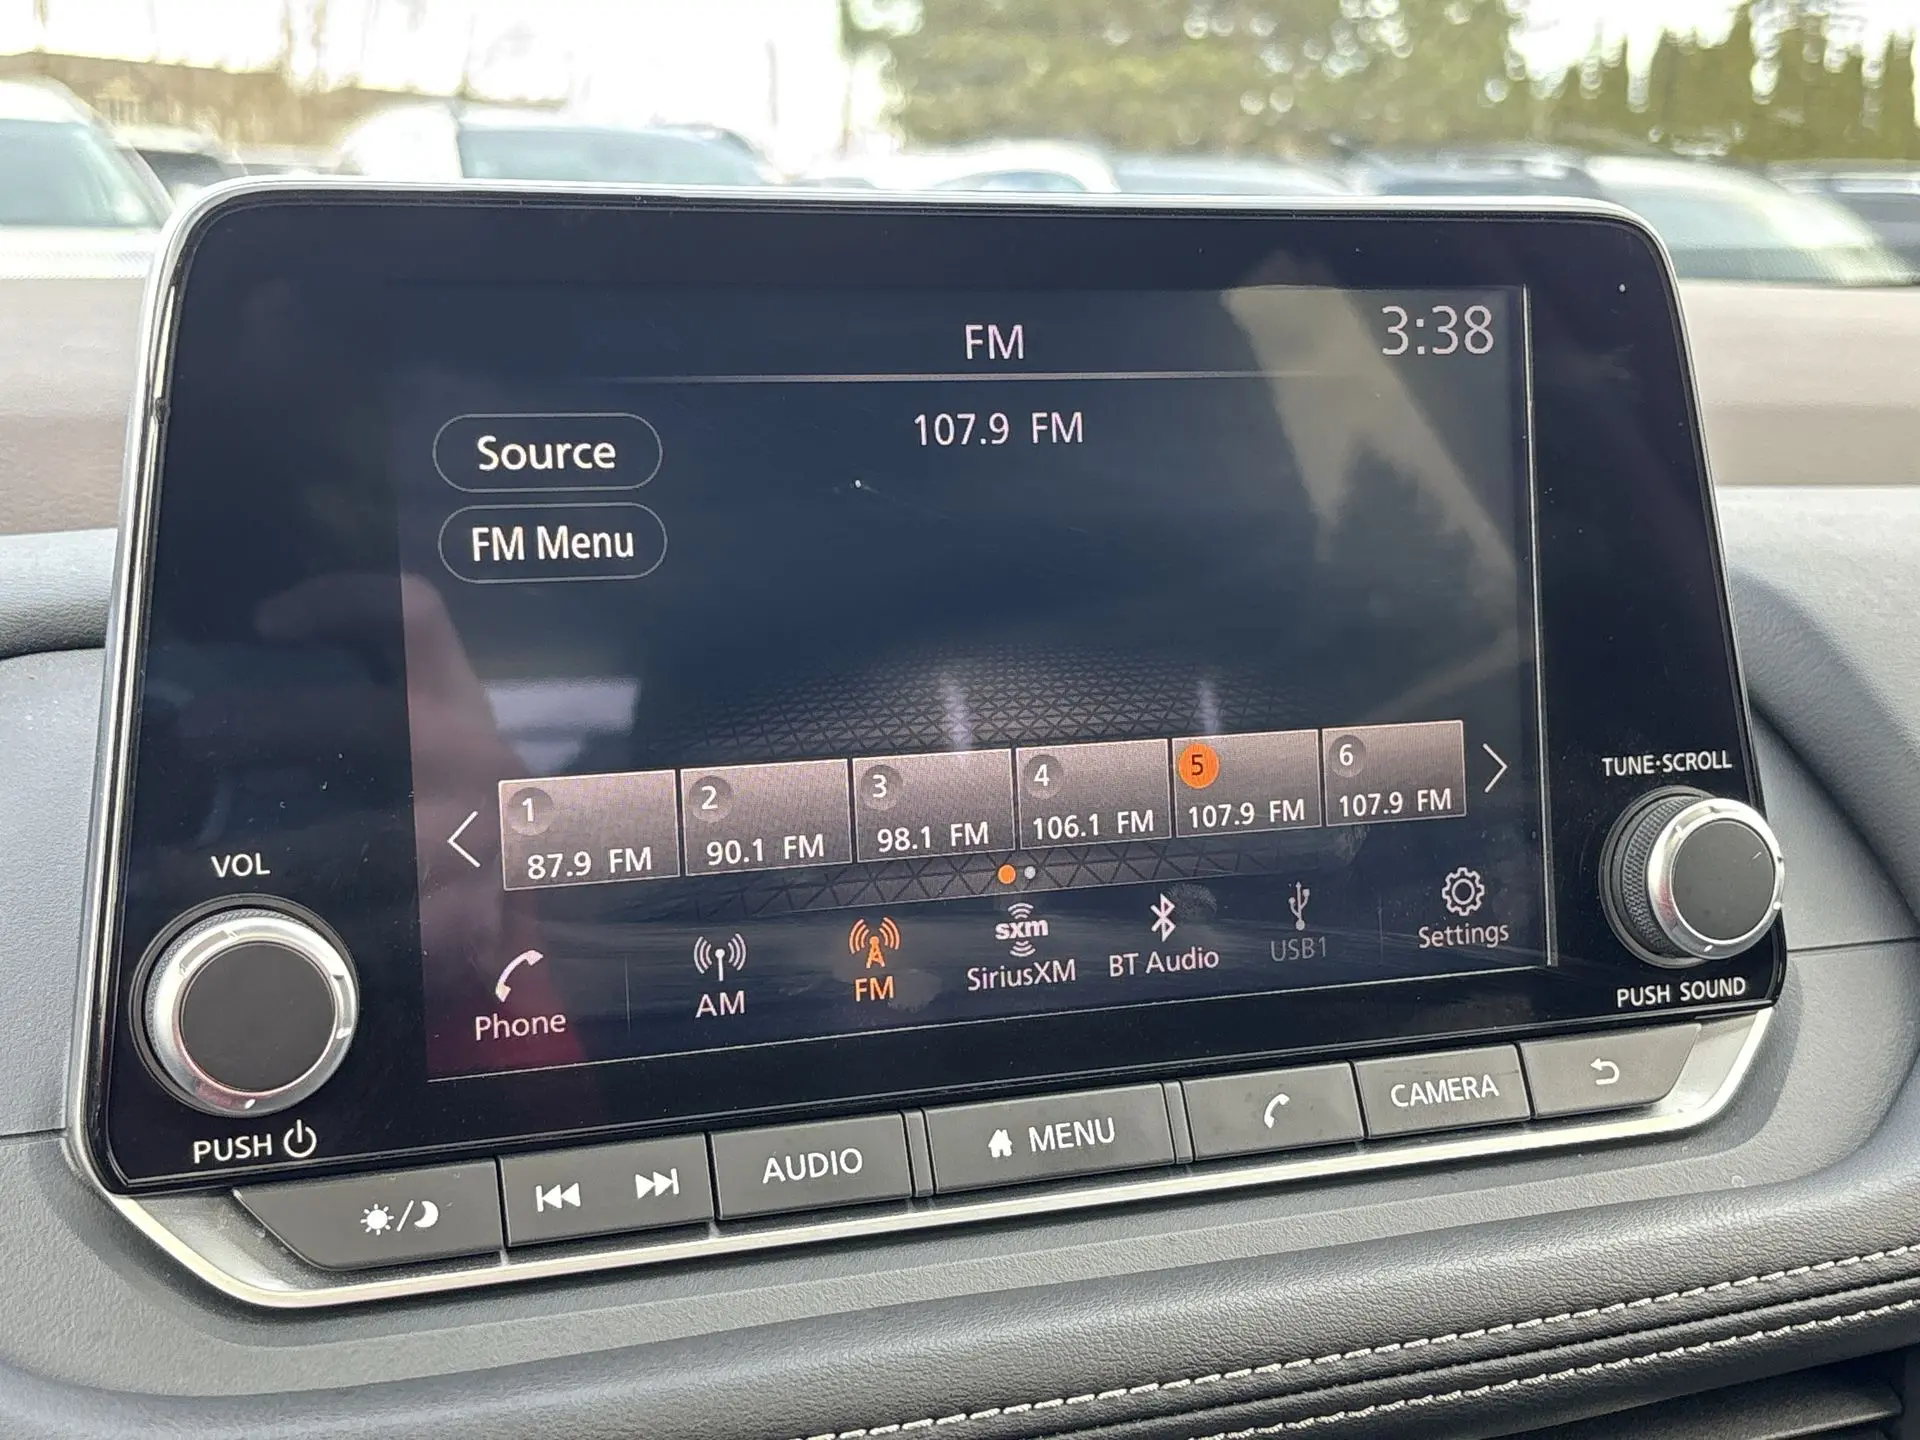 FM
3:38
107.9 FM
Source
FM Menu
1
87.9 FM
2
90.1 FM
3
98.1 FM
4
106.1 FM
5
107.9 FM
6
107.9 FM
Phone
AM
FM
sxm
SiriusXM
BT Audio
USB1
Settings
VOL
PUSH
TUNE·SCROLL
PUSH SOUND
AUDIO
MENU
CAMERA